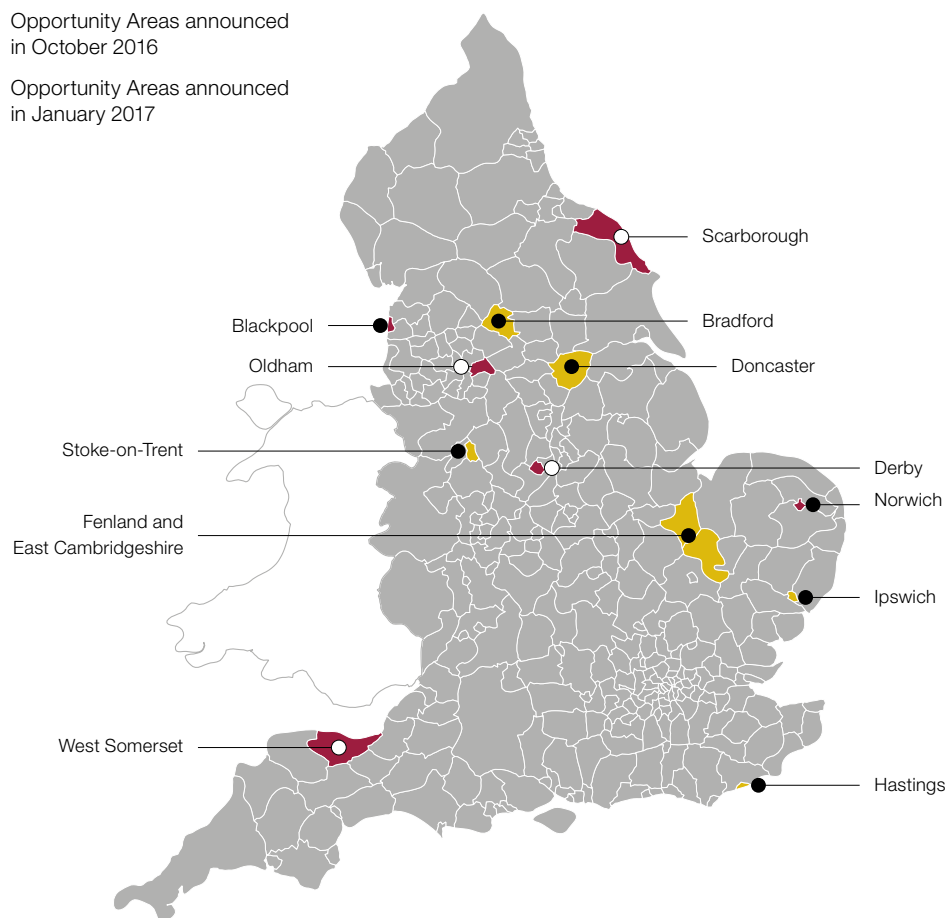 Opportunity Areas announced
in October 2016
Opportunity Areas announced
in January 2017
Scarborough
Blackpool
Bradford
Oldham
Doncaster
Stoke-on-Trent
Derby
Norwich
Fenland and
East Cambridgeshire
Ipswich
West Somerset
Hastings